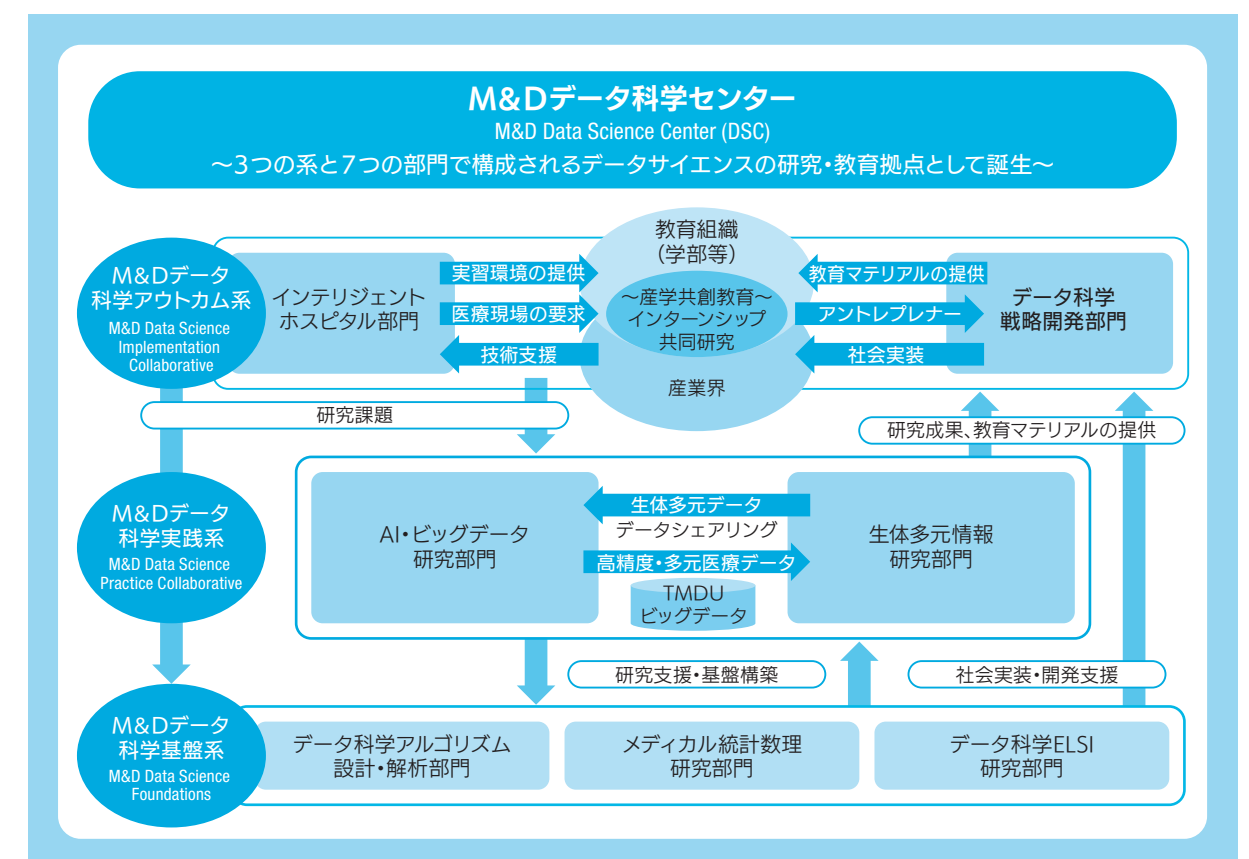 M&Dデータ科学センター
M&D Data Science Center (DSC)
～3つの系と7つの部門で構成されるデータサイエンスの研究・教育拠点として誕生～
M&Dデータ
科学アウトカム系
M&D Data Science
Implementation
Collaborative
インテリジェント
ホスピタル部門
実習環境の提供
医療現場の要求
技術支援
教育組織
（学部等）
～産学共創教育～
インターンシップ
共同研究
産業界
教育マテリアルの提供
アントレプレナー
社会実装
データ科学
戦略開発部門
研究課題
研究成果、教育マテリアルの提供
M&Dデータ
科学実践系
M&D Data Science
Practice Collaborative
AI・ビッグデータ
研究部門
生体多元データ
データシェアリング
高精度・多元医療データ
TMDU
ビッグデータ
生体多元情報
研究部門
研究支援・基盤構築
社会実装・開発支援
M&Dデータ
科学基盤系
M&D Data Science
Foundations
データ科学アルゴリズム
設計・解析部門
メディカル統計数理
研究部門
データ科学ELSI
研究部門